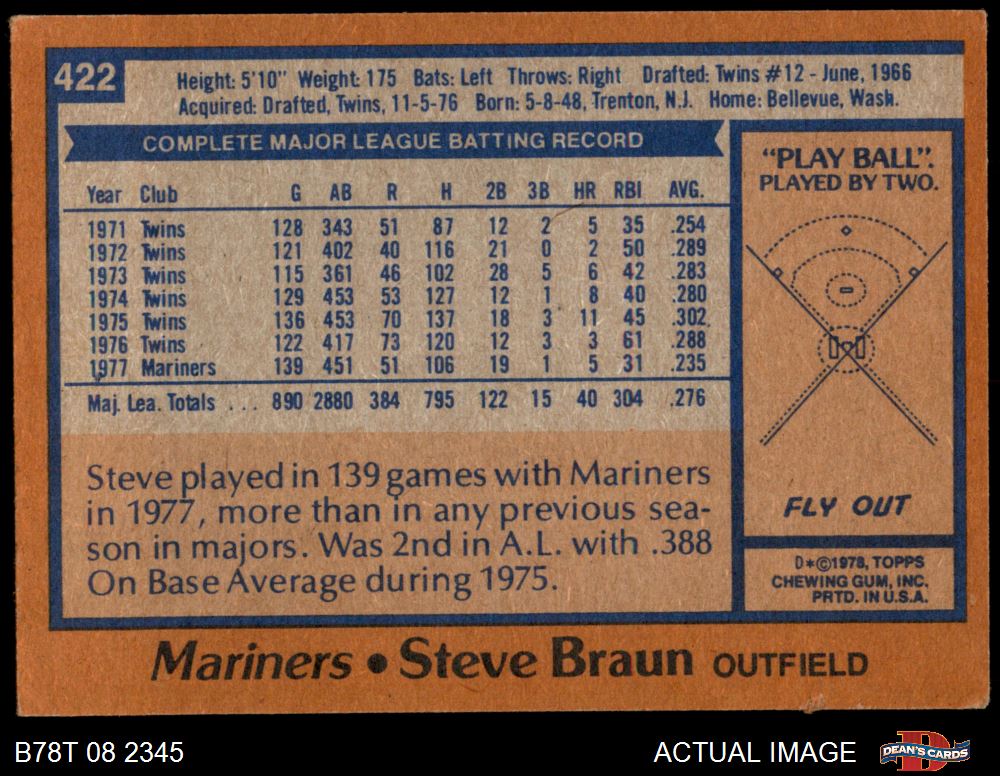 422
Height: 5'10" Weight: 175 Bats: Left Throws: Right Drafted: Twins #12 - June, 1966
Acquired: Drafted, Twins, 11-5-76 Born: 5-8-48, Trenton, N.J. Home: Bellevue, Wash.
COMPLETE MAJOR LEAGUE BATTING RECORD
Year Club G AB R H 2B 3B HR RBI AVG.
1971 Twins 128 343 51 87 12 2 5 35 .254
1972 Twins 121 402 40 116 21 0 2 50 .289
1973 Twins 115 361 46 102 28 5 6 42 .283
1974 Twins 129 453 53 127 12 1 8 40 .280
1975 Twins 136 453 70 137 18 3 11 45 .302
1976 Twins 122 417 73 120 12 3 3 61 .288
1977 Mariners 139 451 51 106 19 1 5 31 .235
Maj. Lea. Totals ... 890 2880 384 795 122 15 40 304 .276
Steve played in 139 games with Mariners
in 1977, more than in any previous sea-
son in majors. Was 2nd in A.L. with .388
On Base Average during 1975.
"PLAY BALL".
PLAYED BY TWO.
FLY OUT
D*©1978, TOPPS
CHEWING GUM, INC.
PRTD. IN U.S.A.
Mariners • Steve Braun OUTFIELD
B78T 08 2345
ACTUAL IMAGE
D
DEAN'S CARDS